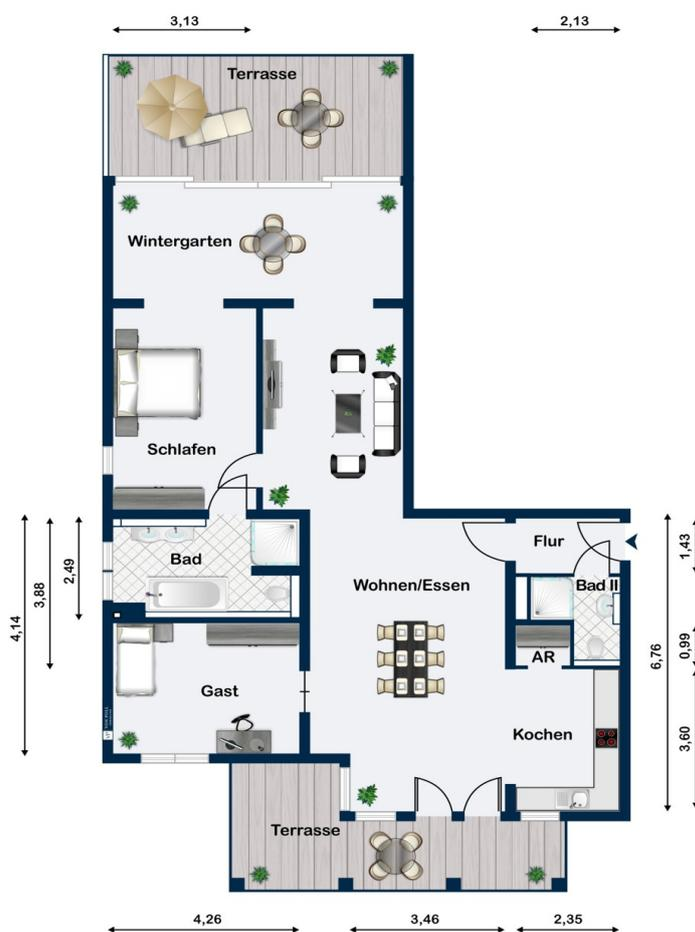 3,13
2,13
Terrasse
Wintergarten
Schlafen
Bad
Flur
Bad II
Wohnen/Essen
Gast
AR
Kochen
Terrasse
4,14
3,88
2,49
6,76
1,43
0,99
3,60
4,26
3,46
2,35